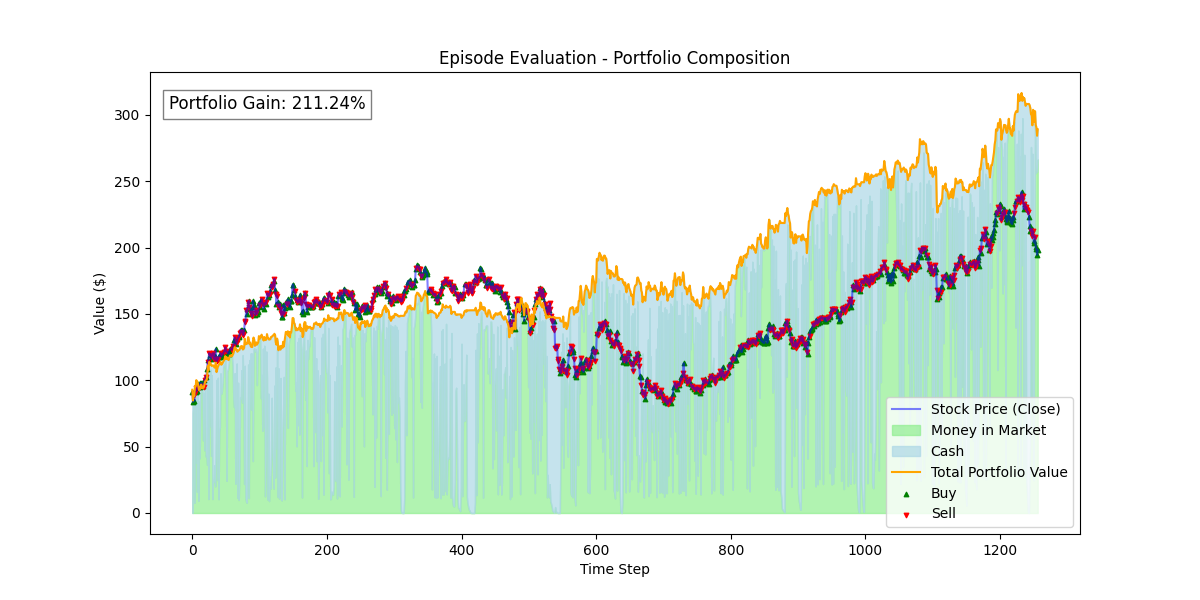 Episode Evaluation - Portfolio Composition
Portfolio Gain: 211.24%
Value ($)
300
250
200
150
100
50
0
0 200 400 600 800 1000 1200
Time Step
Stock Price (Close)
Money in Market
Cash
Total Portfolio Value
Buy
Sell